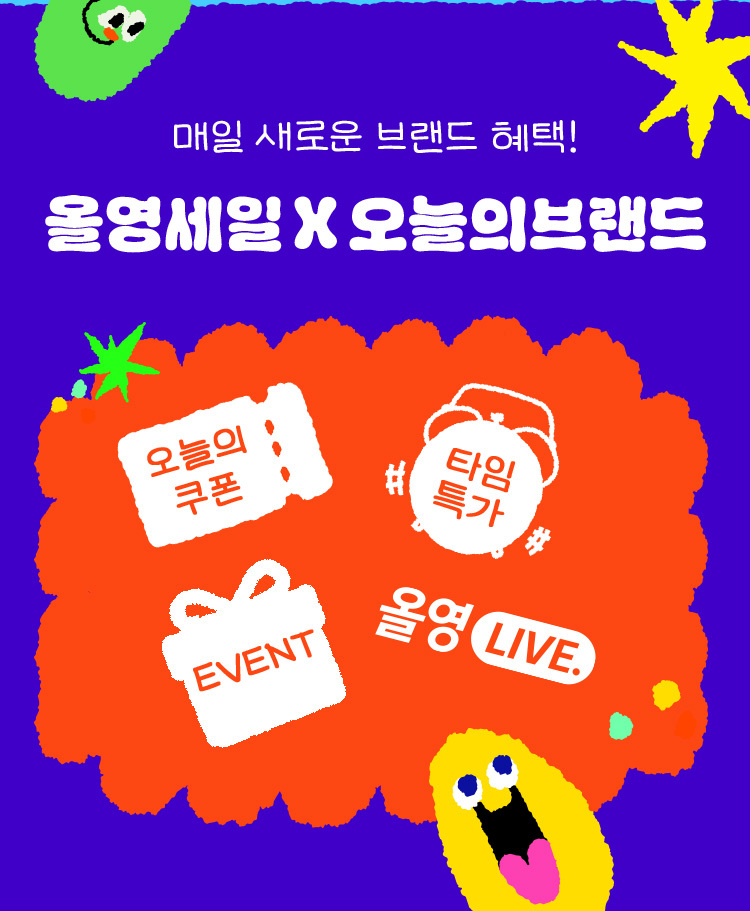 매일 새로운 브랜드 혜택!
올영세일 X 오늘의브랜드
오늘의
쿠폰
타임
특가
EVENT
올영 LIVE.